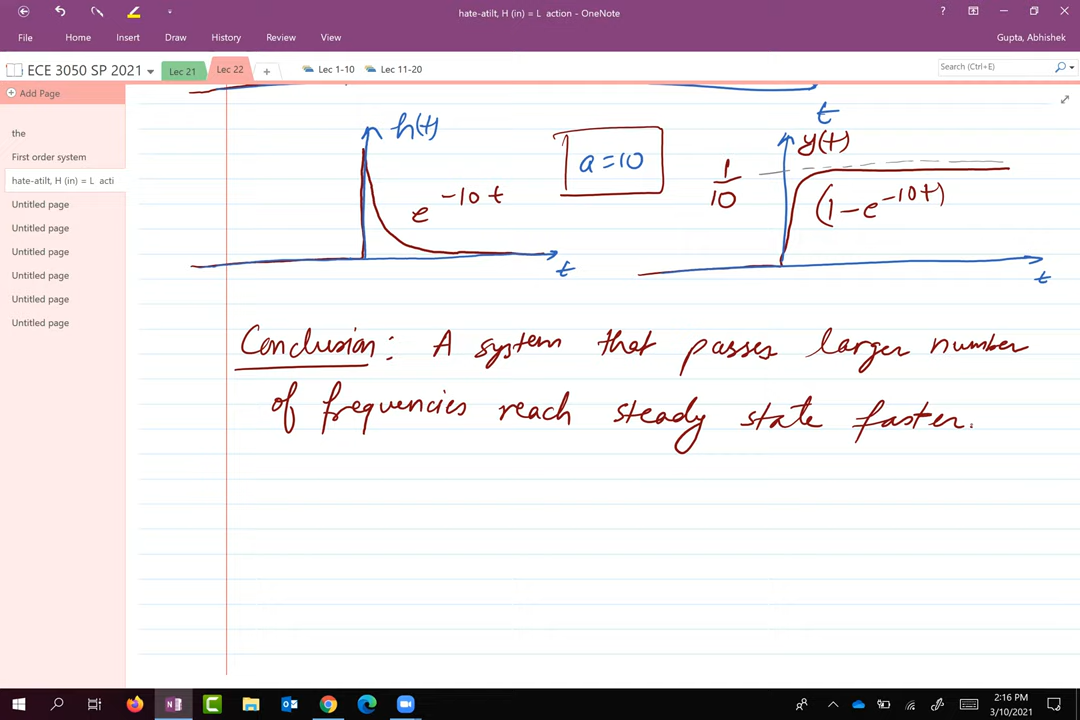 hate-atilt, H (in) = L action - OneNote
File Home Insert Draw History Review View
Gupta, Abhishek
ECE 3050 SP 2021
Lec 21
Lec 22
Lec 1-10
Lec 11-20
Search (Ctrl+E)
Add Page
the
First order system
hate-atilt, H (in) = L acti
Untitled page
Untitled page
Untitled page
Untitled page
Untitled page
Untitled page
t
h(t)
e^{-10t}
t
a = 10
y(t)
1/10
(1 - e^{-10t})
t
Conclusion: A system that passes larger number
of frequencies reach steady state faster.
2:16 PM
3/10/2021